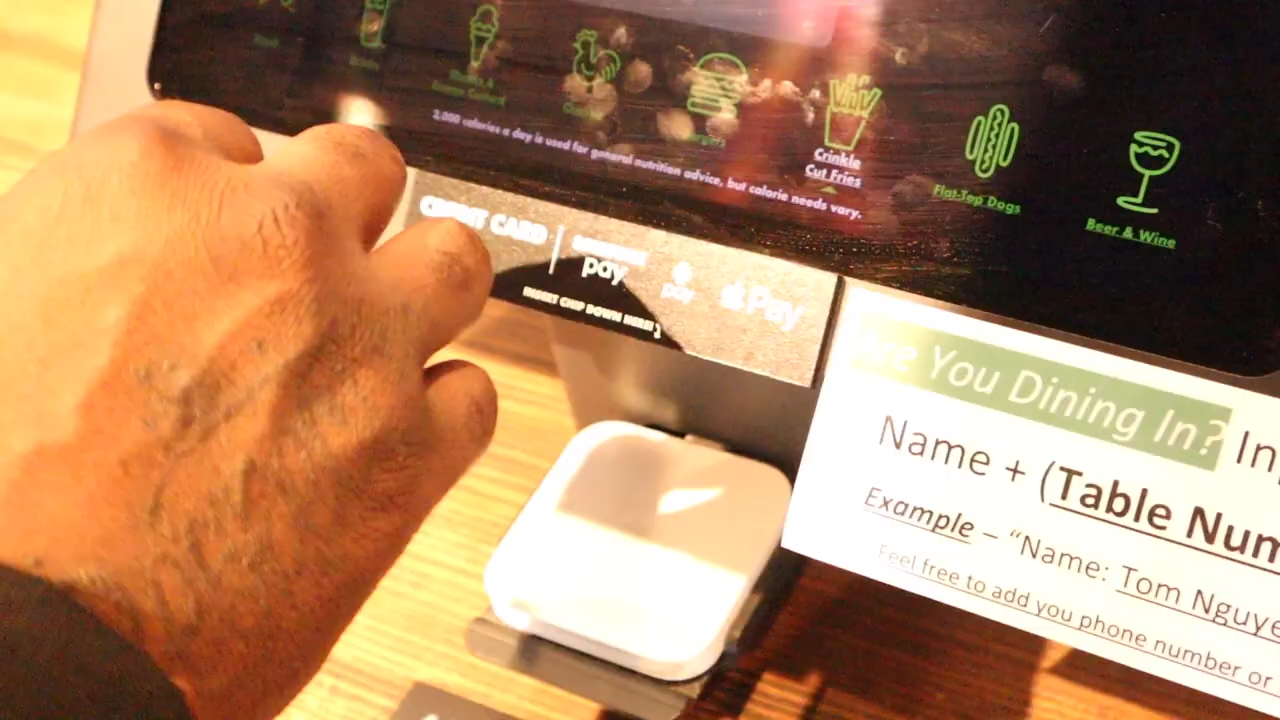 Shakes &
Frozen Custard
Burgers
Crinkle
Cut Fries
Flat-Top Dogs
Beer & Wine
2,000 calories a day is used for general nutrition advice, but calorie needs vary.
CREDIT CARD
pay
pay
Pay
INSERT CHIP DOWN HERE!
Are You Dining In?
Name + (Table Num
Example – “Name: Tom Nguye
Feel free to add you phone number or